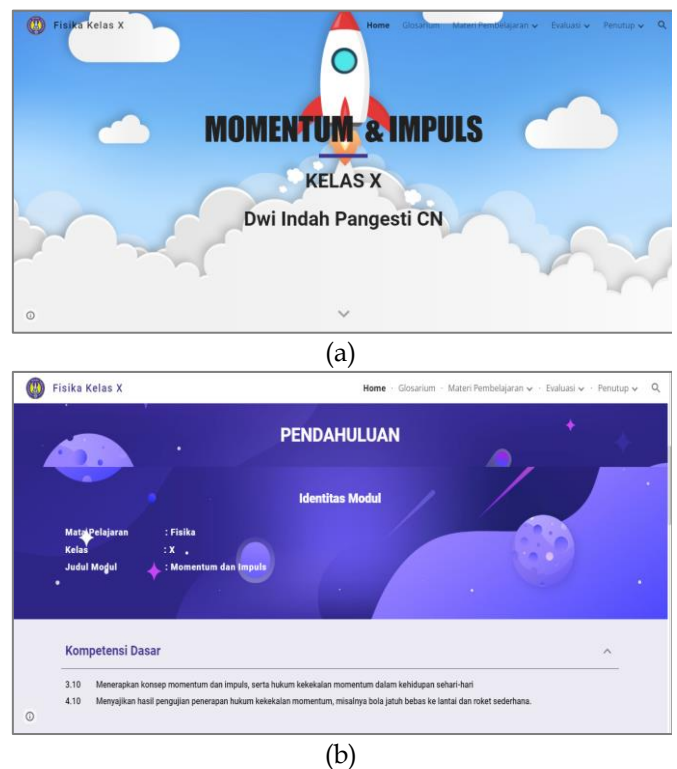 Fisika Kelas X
Home Glosarium Materi Pembelajaran Evaluasi Penutup
MOMENTUM & IMPULS
KELAS X
Dwi Indah Pangesti CN
(a)
Fisika Kelas X
Home · Glosarium · Materi Pembelajaran · Evaluasi · Penutup
PENDAHULUAN
Identitas Modul
Mata Pelajaran : Fisika
Kelas : X
Judul Modul : Momentum dan Impuls
Kompetensi Dasar
3.10 Menerapkan konsep momentum dan impuls, serta hukum kekekalan momentum dalam kehidupan sehari-hari
4.10 Menyajikan hasil pengujian penerapan hukum kekekalan momentum, misalnya bola jatuh bebas ke lantai dan roket sederhana.
(b)